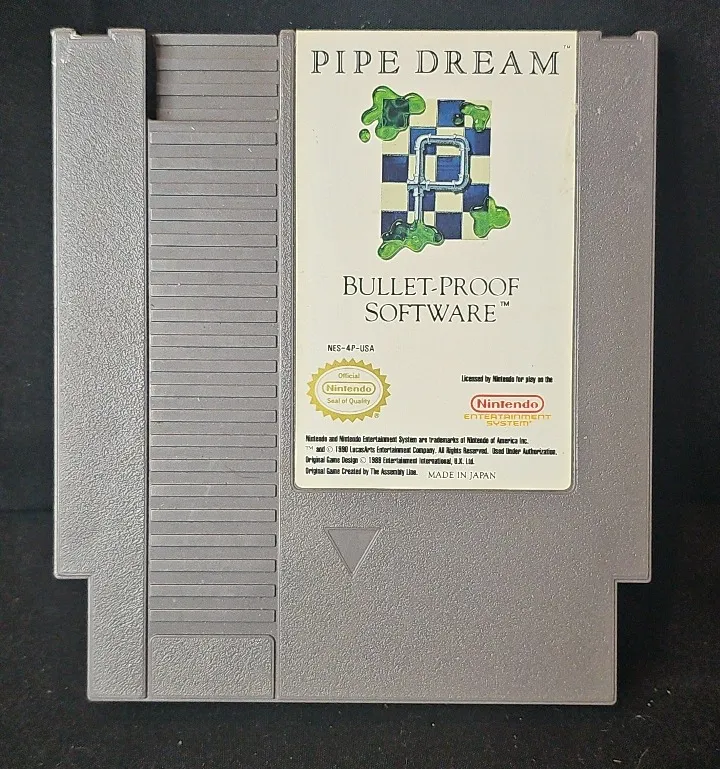 PIPE DREAM™
BULLET-PROOF
SOFTWARE™
NES-4P-USA
Official
Nintendo
Seal of Quality
®
Licensed by Nintendo for play on the
Nintendo
ENTERTAINMENT
SYSTEM®
Nintendo and Nintendo Entertainment System are trademarks of Nintendo of America Inc.
™ and © 1990 LucasArts Entertainment Company. All Rights Reserved. Used Under Authorization.
Original Game Design © 1989 Entertainment International, U.K. Ltd.
Original Game Created by The Assembly Line. MADE IN JAPAN